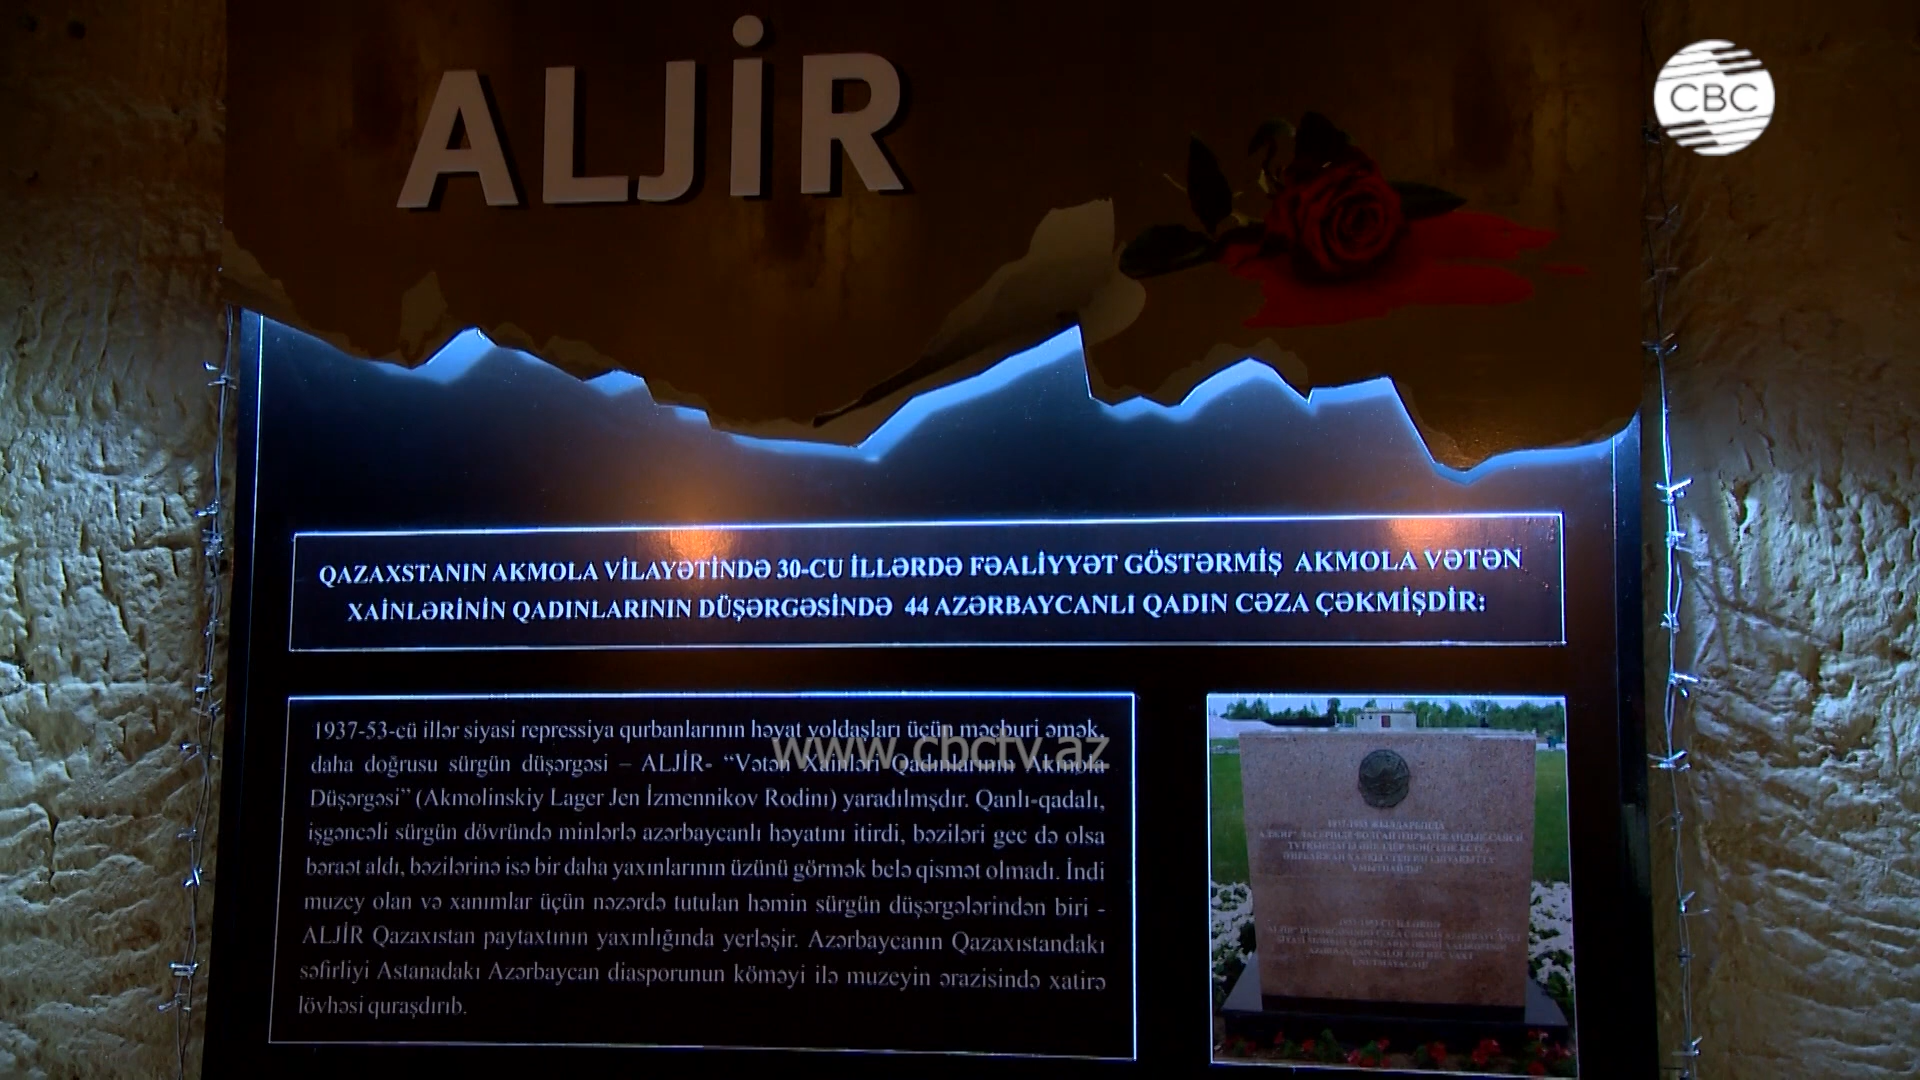 ALJİR
CBC
QAZAXSTANIN AKMOLA VİLAYƏTİNDƏ 30-CU İLLƏRDƏ FƏALİYYƏT GÖSTƏRMİŞ AKMOLA VƏTƏN
XAİNLƏRİNİN QADINLARININ DÜŞƏRGƏSİNDƏ 44 AZƏRBAYCANLI QADIN CƏZA ÇƏKMİŞDİR:
1937-53-cü illər siyasi repressiya qurbanlarının həyat yoldaşları üçün məcburi əmək,
daha doğrusu sürgün düşərgəsi – ALJİR- “Vətən Xainləri Qadınlarının Akmola
Düşərgəsi” (Akmolinskiy Lager Jen İzmennikov Rodinı) yaradılmşdır. Qanlı-qadalı,
işgəncəli sürgün dövründə minlərlə azərbaycanlı həyatını itirdi, bəziləri gec də olsa
bəraət aldı, bəzilərinə isə bir daha yaxınlarının üzünü görmək belə qismət olmadı. İndi
muzey olan və xanımlar üçün nəzərdə tutulan həmin sürgün düşərgələrindən biri -
ALJİR Qazaxıstan paytaxtının yaxınlığında yerləşir. Azərbaycanın Qazaxıstandakı
səfirliyi Astanadakı Azərbaycan diasporunun köməyi ilə muzeyin ərazisində xatirə
lövhəsi quraşdırıb.
www.cbctv.az